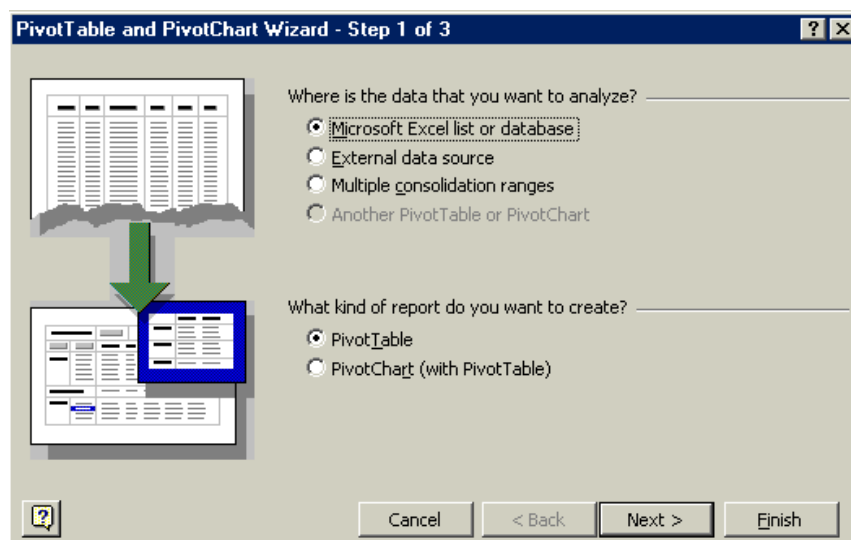 PivotTable and PivotChart Wizard - Step 1 of 3
Where is the data that you want to analyze?
Microsoft Excel list or database
External data source
Multiple consolidation ranges
Another PivotTable or PivotChart
What kind of report do you want to create?
PivotTable
PivotChart (with PivotTable)
Cancel
< Back
Next >
Finish